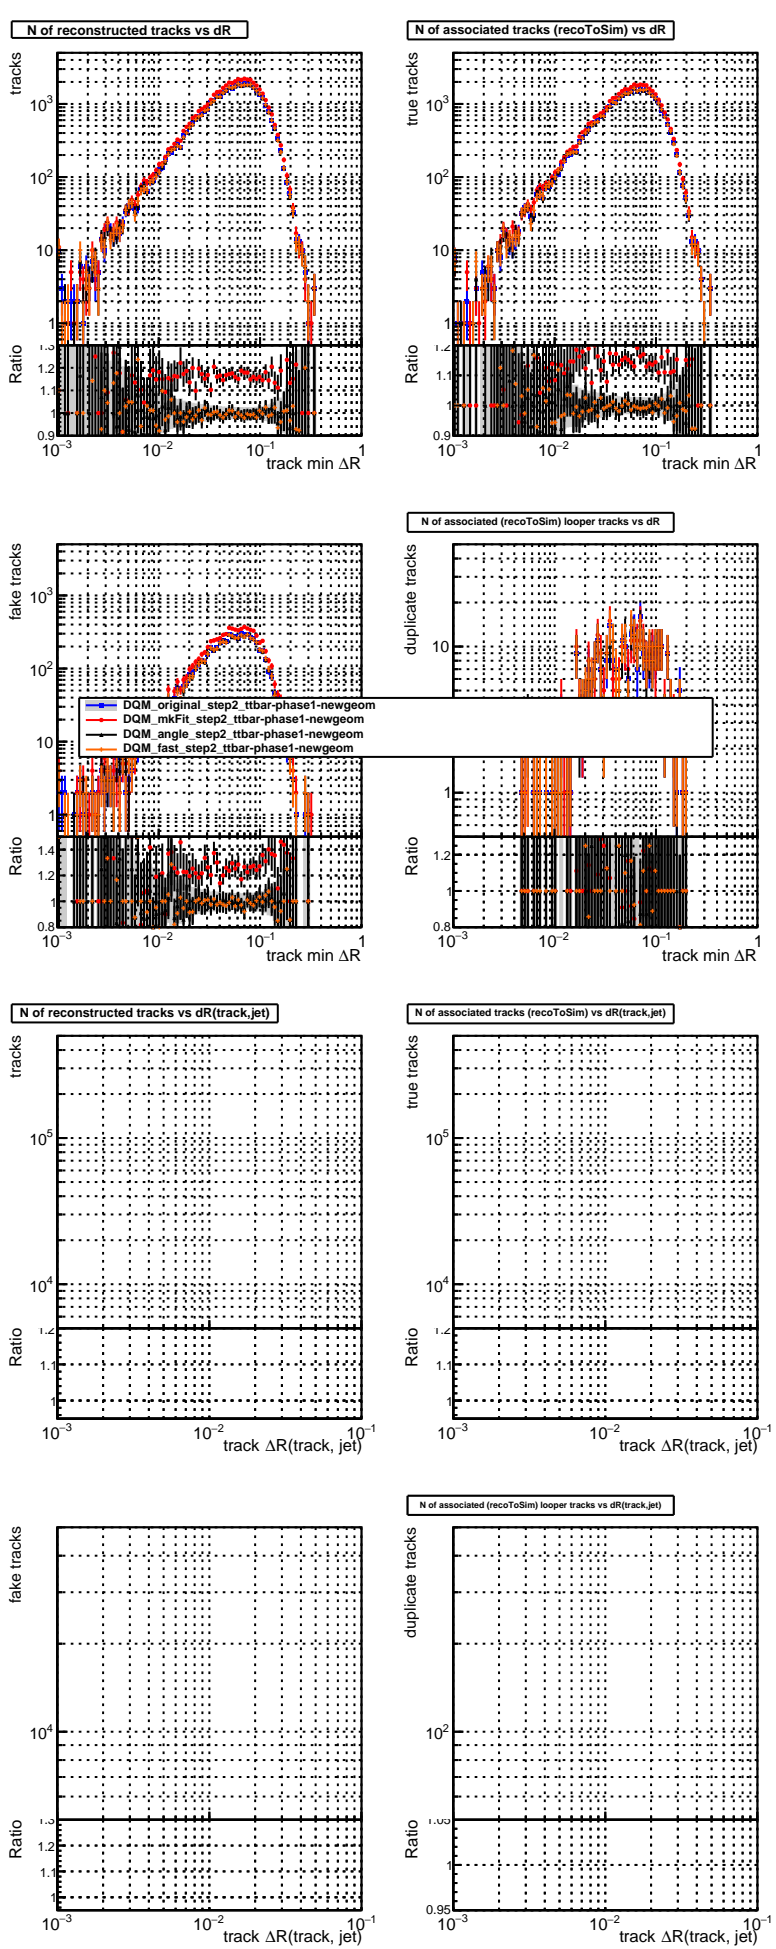 N of reconstructed tracks vs dR
tracks
10³
10²
10
1
Ratio
1.3
1.2
1.1
1
0.9
10⁻³
10⁻²
10⁻¹
1
track min ΔR
N of associated tracks (recoToSim) vs dR
true tracks
10³
10²
10
1
Ratio
1.2
1.1
1
0.9
10⁻³
10⁻²
10⁻¹
1
track min ΔR
fake tracks
10³
10²
10
1
Ratio
1.4
1.2
1
0.8
10⁻³
10⁻²
10⁻¹
1
track min ΔR
N of associated (recoToSim) looper tracks vs dR
duplicate tracks
10
1
Ratio
1.2
1
0.8
10⁻³
10⁻²
10⁻¹
1
track min ΔR
DQM_original_step2_ttbar-phase1-newgeom
DQM_mkFit_step2_ttbar-phase1-newgeom
DQM_angle_step2_ttbar-phase1-newgeom
DQM_fast_step2_ttbar-phase1-newgeom
N of reconstructed tracks vs dR(track,jet)
tracks
10⁵
10⁴
Ratio
1.2
1.1
1
10⁻³
10⁻²
10⁻¹
track ΔR(track, jet)
N of associated tracks (recoToSim) vs dR(track,jet)
true tracks
10⁵
10⁴
Ratio
1.2
1.1
1
10⁻³
10⁻²
10⁻¹
track ΔR(track, jet)
fake tracks
10⁴
Ratio
1.3
1.2
1.1
1
10⁻³
10⁻²
10⁻¹
track ΔR(track, jet)
N of associated (recoToSim) looper tracks vs dR(track,jet)
duplicate tracks
10²
Ratio
1.05
1
0.95
10⁻³
10⁻²
10⁻¹
track ΔR(track, jet)